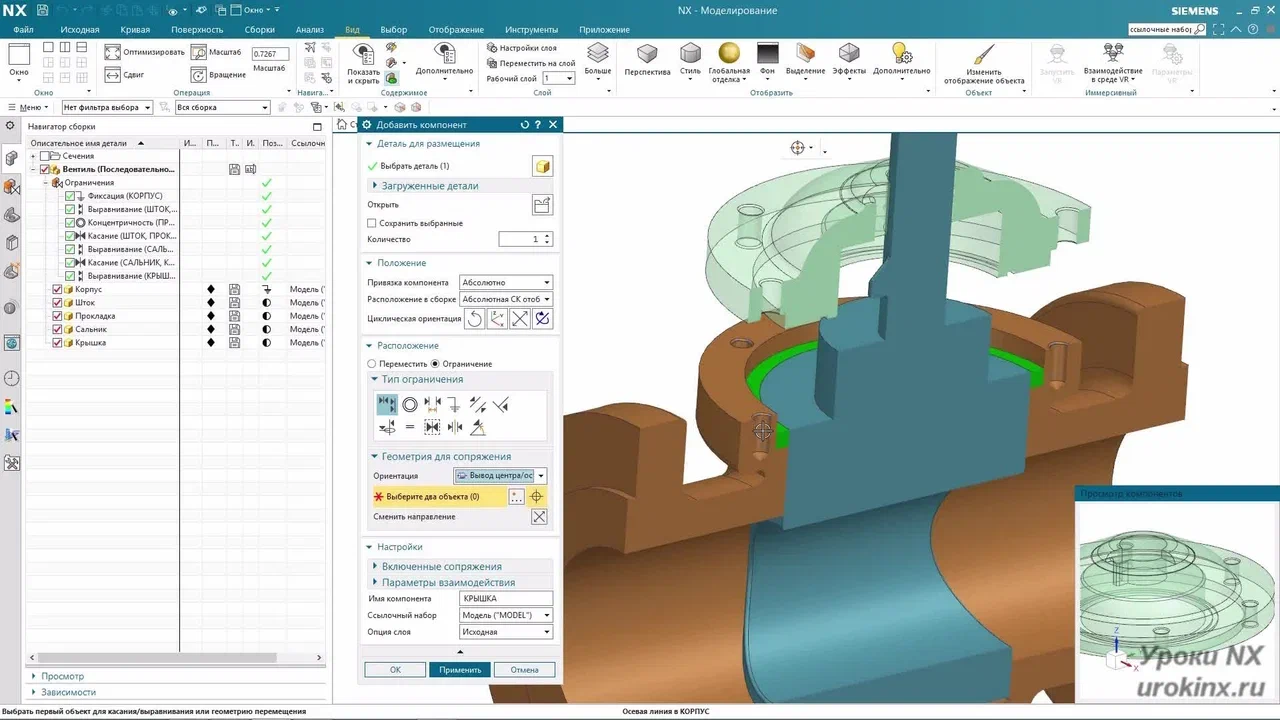 NX
Окно
NX - Моделирование
SIEMENS
Файл Исходная Кривая Поверхность Сборки Анализ Вид Выбор Отображение Инструменты Приложение
ссылочные набор
Окно
Оптимизировать
Сдвиг
Масштаб
Вращение
0.7267
Масштаб
Показать и скрыть
Дополнительно
Настройки слоя
Переместить на слой
Рабочий слой 1
Больше
Перспектива
Стиль
Глобальная отделка
Фон
Выделение
Эффекты
Дополнительно
Изменить отображение объекта
Запустить VR
Взаимодействие в среде VR
Параметры VR
Окно Операция Навига... Содержимое Слой Отобразить Объект Иммерсивный
Меню Нет фильтра выбора Вся сборка
Навигатор сборки
Описательное имя детали И... П... Т.. И. Поз... Ссылочн
Сечения
Вентиль (Последовательно...
Ограничения
Фиксация (КОРПУС)
Выравнивание (ШТОК,...
Концентричность (ПР...
Касание (ШТОК, ПРОК...
Выравнивание (САЛЬ...
Касание (САЛЬНИК, К...
Выравнивание (КРЫШ...
Корпус Модель ("
Шток Модель ("
Прокладка Модель ("
Сальник Модель ("
Крышка Модель ("
Просмотр
Зависимости
Добавить компонент
Деталь для размещения
Выбрать деталь (1)
Загруженные детали
Открыть
Сохранить выбранные
Количество 1
Положение
Привязка компонента Абсолютно
Расположение в сборке Абсолютная СК отоб
Циклическая ориентация
Расположение
Переместить Ограничение
Тип ограничения
Геометрия для сопряжения
Ориентация Вывод центра/ос
Выберите два объекта (0)
Сменить направление
Настройки
Включенные сопряжения
Параметры взаимодействия
Имя компонента КРЫШКА
Ссылочный набор Модель ("MODEL")
Опция слоя Исходная
ОК Применить Отмена
Просмотр компонентов
Z
X
Уроки NX
urokinx.ru
Выбрать первый объект для касания/выравнивания или геометрию перемещения
Осевая линия в КОРПУС